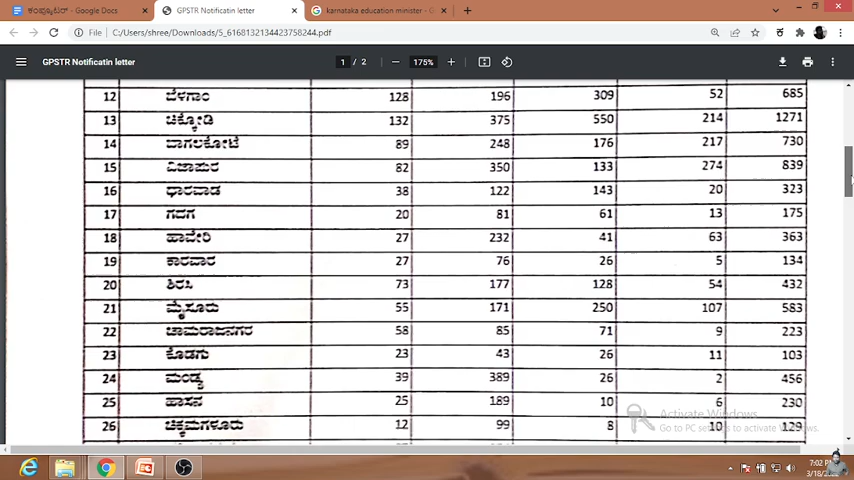 ಕಂಪ್ಯೂಟರ್ - Google Docs
GPSTR Notificatin letter
karnataka education minister - G
File | C:/Users/shree/Downloads/5_6168132134423758244.pdf
GPSTR Notificatin letter
1 / 2
175%
12 ಬೆಳಗಾಂ 128 196 309 52 685
13 ಚಿಕ್ಕೋಡಿ 132 375 550 214 1271
14 ಬಾಗಲಕೋಟೆ 89 248 176 217 730
15 ವಿಜಾಪುರ 82 350 133 274 839
16 ಧಾರವಾಡ 38 122 143 20 323
17 ಗದಗ 20 81 61 13 175
18 ಹಾವೇರಿ 27 232 41 63 363
19 ಕಾರವಾರ 27 76 26 5 134
20 ಶಿರಸಿ 73 177 128 54 432
21 ಮೈಸೂರು 55 171 250 107 583
22 ಚಾಮರಾಜನಗರ 58 85 71 9 223
23 ಕೊಡಗು 23 43 26 11 103
24 ಮಂಡ್ಯ 39 389 26 2 456
25 ಹಾಸನ 25 189 10 6 230
26 ಚಿಕ್ಕಮಗಳೂರು 12 99 8 10 129
Activate Windows
Go to PC settings to activate Windows.
7:02 PM